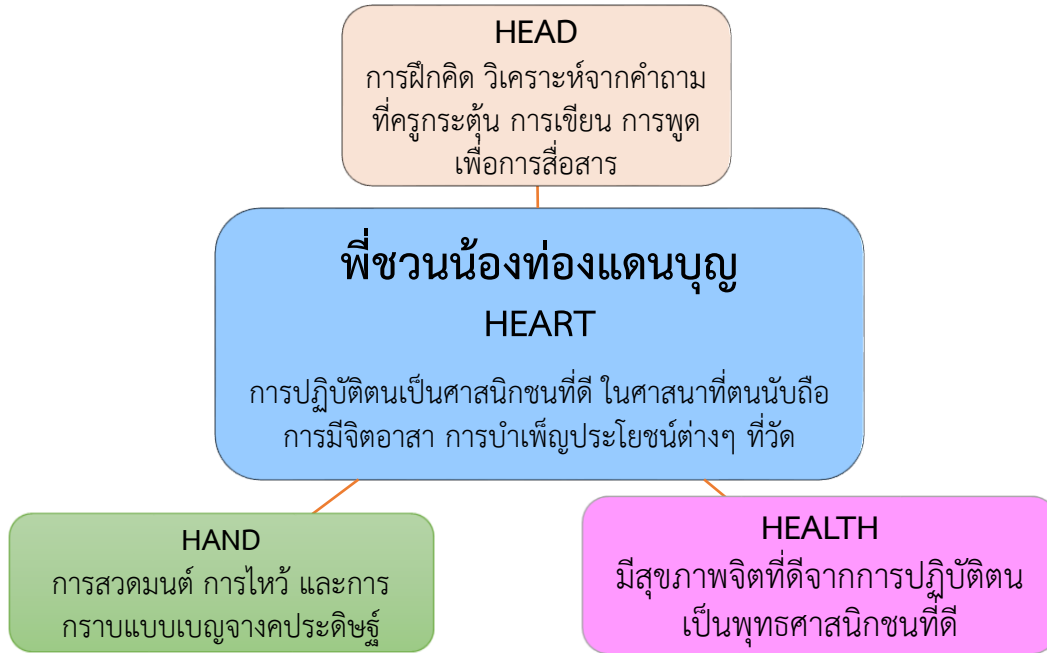 HEAD
การฝึกคิด วิเคราะห์จากคำถาม
ที่ครูกระตุ้น การเขียน การพูด
เพื่อการสื่อสาร
พี่ชวนน้องท่องแดนบุญ
HEART
การปฏิบัติตนเป็นศาสนิกชนที่ดี ในศาสนาที่ตนนับถือ
การมีจิตอาสา การบำเพ็ญประโยชน์ต่างๆ ที่วัด
HAND
การสวดมนต์ การไหว้ และการ
กราบแบบเบญจางคประดิษฐ์
HEALTH
มีสุขภาพจิตที่ดีจากการปฏิบัติตน
เป็นพุทธศาสนิกชนที่ดี